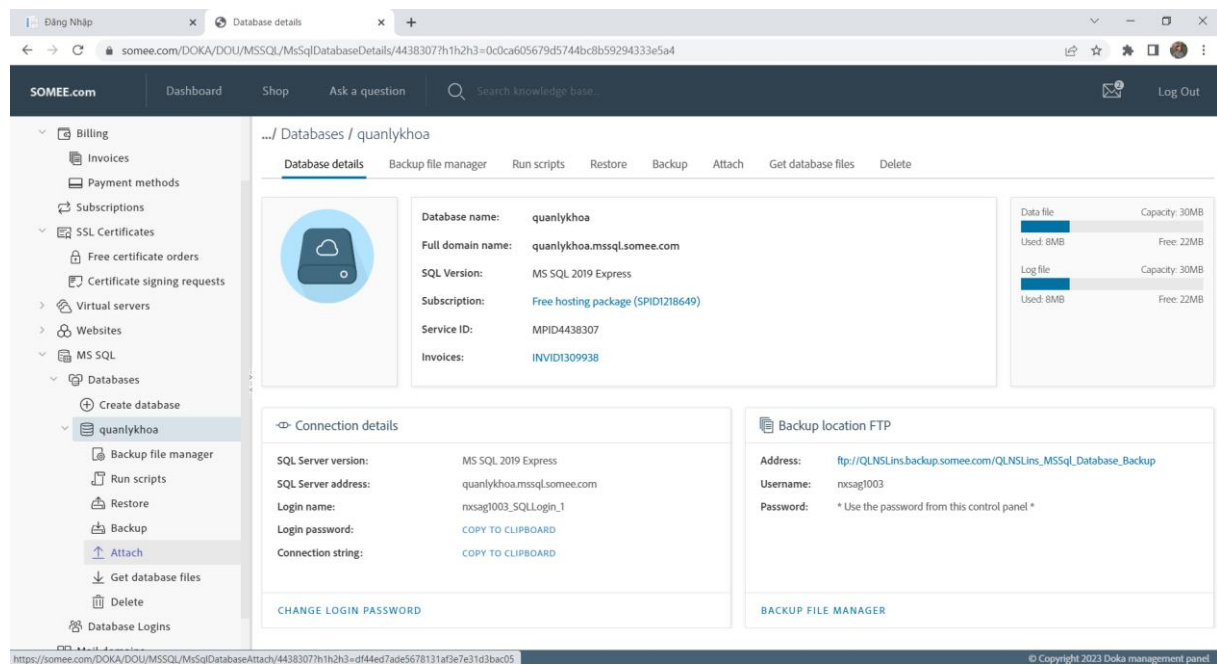 Đăng Nhập
Database details
somee.com/DOKA/DOU/MSSQL/MsSqlDatabaseDetails/4438307?h1h2h3=0c0ca605679d5744bc8b59294333e5a4
SOMEE.com Dashboard Shop Ask a question Search knowledge base... 2 Log Out
Billing
Invoices
Payment methods
Subscriptions
SSL Certificates
Free certificate orders
Certificate signing requests
Virtual servers
Websites
MS SQL
Databases
Create database
quanlykhoa
Backup file manager
Run scripts
Restore
Backup
Attach
Get database files
Delete
Database Logins
.../ Databases / quanlykhoa
Database details Backup file manager Run scripts Restore Backup Attach Get database files Delete
Database name: quanlykhoa
Full domain name: quanlykhoa.mssql.somee.com
SQL Version: MS SQL 2019 Express
Subscription: Free hosting package (SPID1218649)
Service ID: MPID4438307
Invoices: INVID1309938
Data file Capacity: 30MB
Used: 8MB Free: 22MB
Log file Capacity: 30MB
Used: 8MB Free: 22MB
Connection details
SQL Server version: MS SQL 2019 Express
SQL Server address: quanlykhoa.mssql.somee.com
Login name: nxsag1003_SQLLogin_1
Login password: COPY TO CLIPBOARD
Connection string: COPY TO CLIPBOARD
CHANGE LOGIN PASSWORD
Backup location FTP
Address: ftp://QLNSLins.backup.somee.com/QLNSLins_MSSql_Database_Backup
Username: nxsag1003
Password: * Use the password from this control panel *
BACKUP FILE MANAGER
https://somee.com/DOKA/DOU/MSSQL/MsSqlDatabaseAttach/4438307?h1h2h3=df44ed7ade5678131af3e7e31d3bac05
© Copyright 2023 Doka management panel